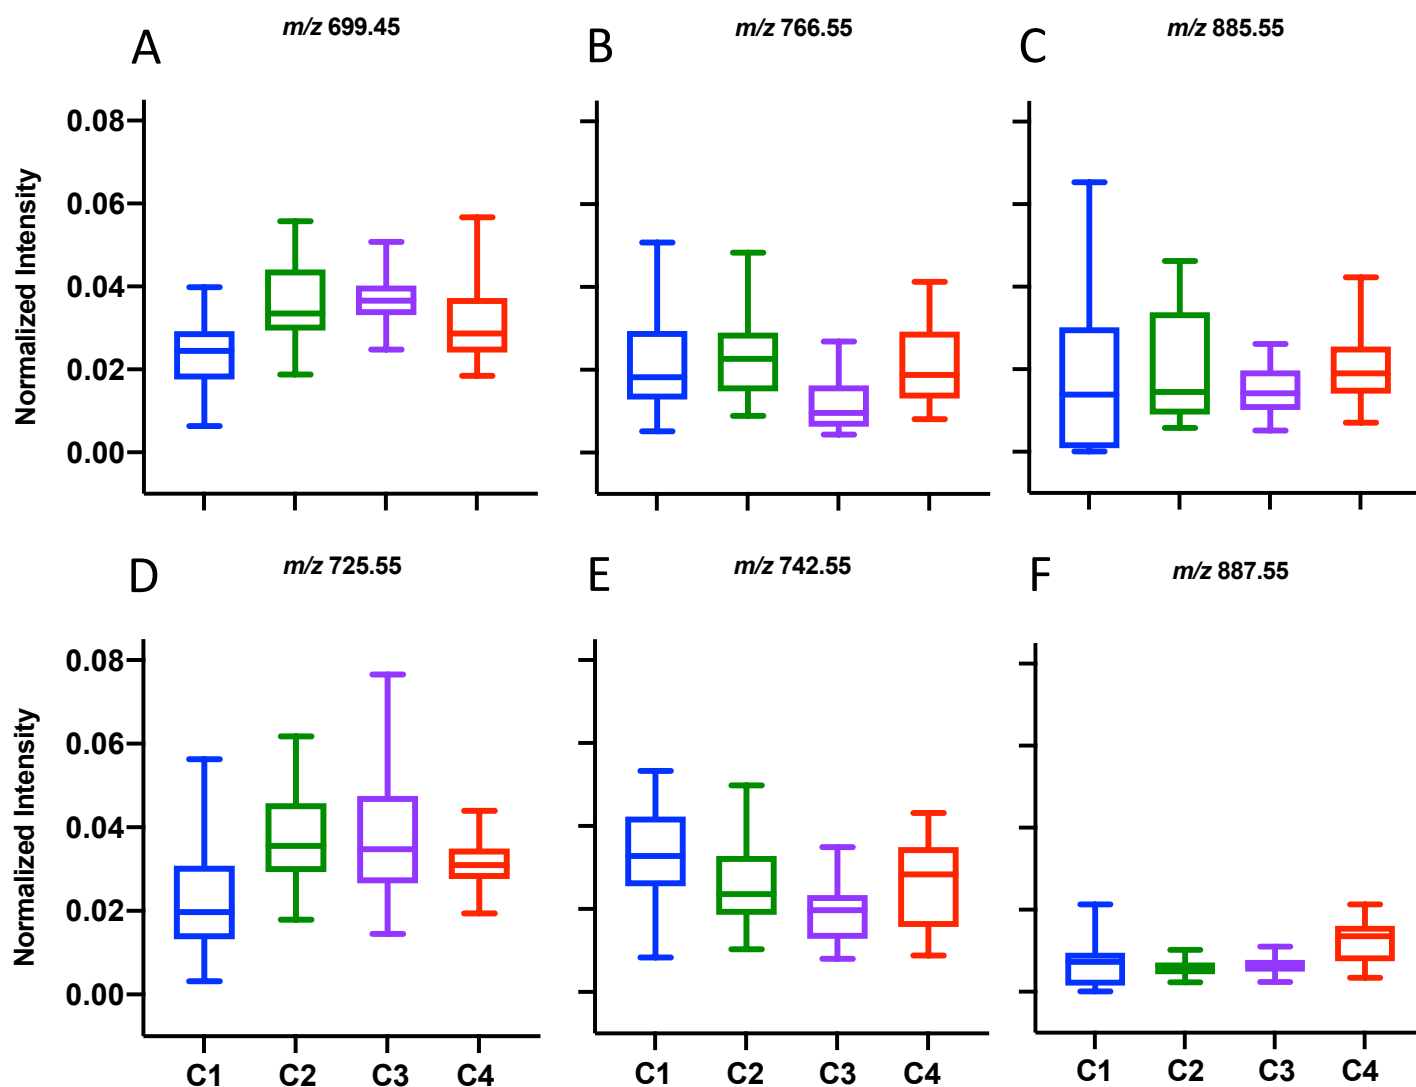 A
m/z 699.45
B
m/z 766.55
C
m/z 885.55
Normalized Intensity
0.08
0.06
0.04
0.02
0.00
D
m/z 725.55
E
m/z 742.55
F
m/z 887.55
Normalized Intensity
0.08
0.06
0.04
0.02
0.00
C1 C2 C3 C4
C1 C2 C3 C4
C1 C2 C3 C4